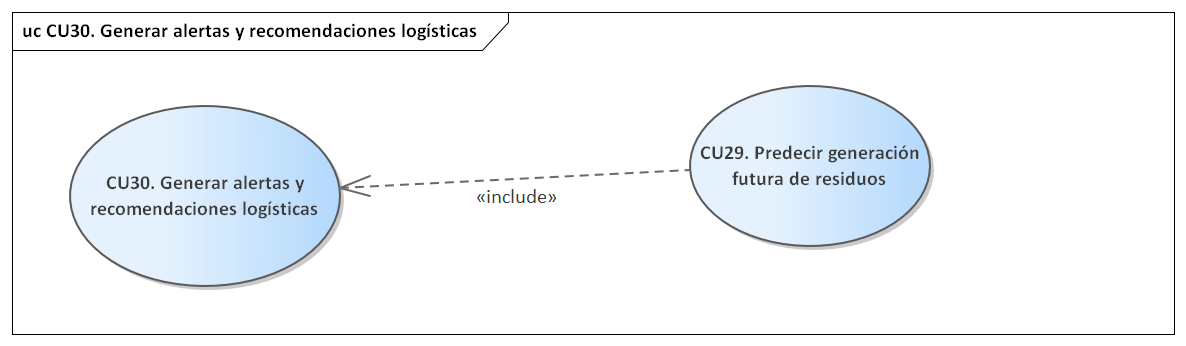 uc CU30. Generar alertas y recomendaciones logísticas
CU30. Generar alertas y
recomendaciones logísticas
«include»
CU29. Predecir generación
futura de residuos